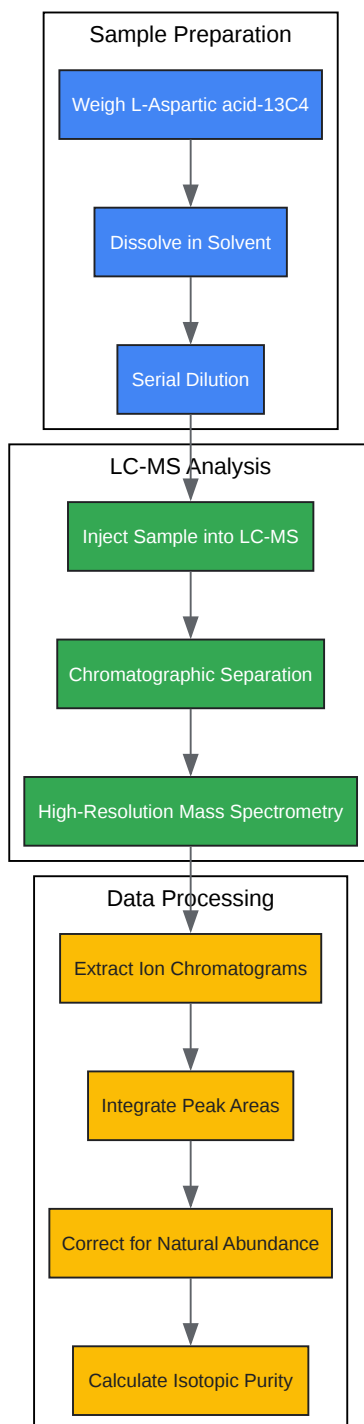 Sample Preparation
Weigh L-Aspartic acid-13C4
Dissolve in Solvent
Serial Dilution
LC-MS Analysis
Inject Sample into LC-MS
Chromatographic Separation
High-Resolution Mass Spectrometry
Data Processing
Extract Ion Chromatograms
Integrate Peak Areas
Correct for Natural Abundance
Calculate Isotopic Purity